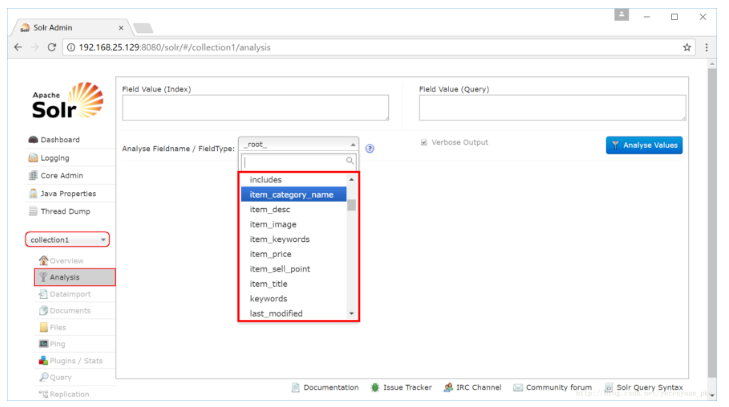 Solr Admin
192.168.25.129:8080/solr/#/collection1/analysis
Apache
Solr
Dashboard
Logging
Core Admin
Java Properties
Thread Dump
collection1
Overview
Analysis
Dataimport
Documents
Files
Ping
Plugins / Stats
Query
Replication
Field Value (Index)
Field Value (Query)
Analyse Fieldname / FieldType:
_root_
Verbose Output
Analyse Values
includes
item_category_name
item_desc
item_image
item_keywords
item_price
item_sell_point
item_title
keywords
last_modified
Documentation
Issue Tracker
IRC Channel
Community forum
Solr Query Syntax